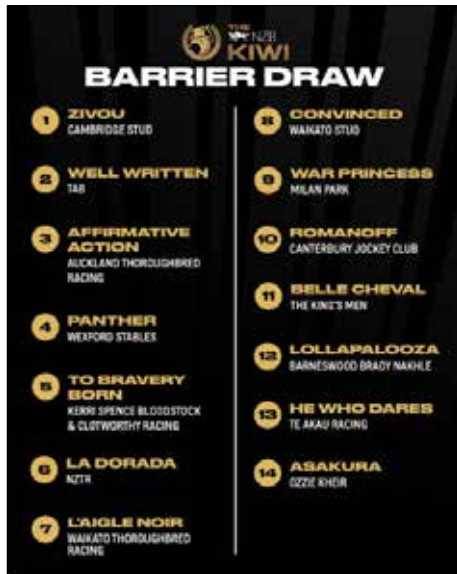 THE
NZB
KIWI
BARRIER DRAW
1 ZIVOU
CAMBRIDGE STUD
2 WELL WRITTEN
TAB
3 AFFIRMATIVE
ACTION
AUCKLAND THOROUGHBRED
RACING
4 PANTHER
WEXFORD STABLES
5 TO BRAVERY
BORN
KERRI SPENCE BLOODSTOCK
& CLOTWORTHY RACING
6 LA DORADA
NZTR
7 L'AIGLE NOIR
WAIKATO THOROUGHBRED
RACING
8 CONVINCED
WAIKATO STUD
9 WAR PRINCESS
MILAN PARK
10 ROMANOFF
CANTERBURY JOCKEY CLUB
11 BELLE CHEVAL
THE KING'S MEN
12 LOLLAPALOOZA
BARNESWOOD BRADY NAKHLE
13 HE WHO DARES
TE AKAU RACING
14 ASAKURA
OZZIE KHEIR